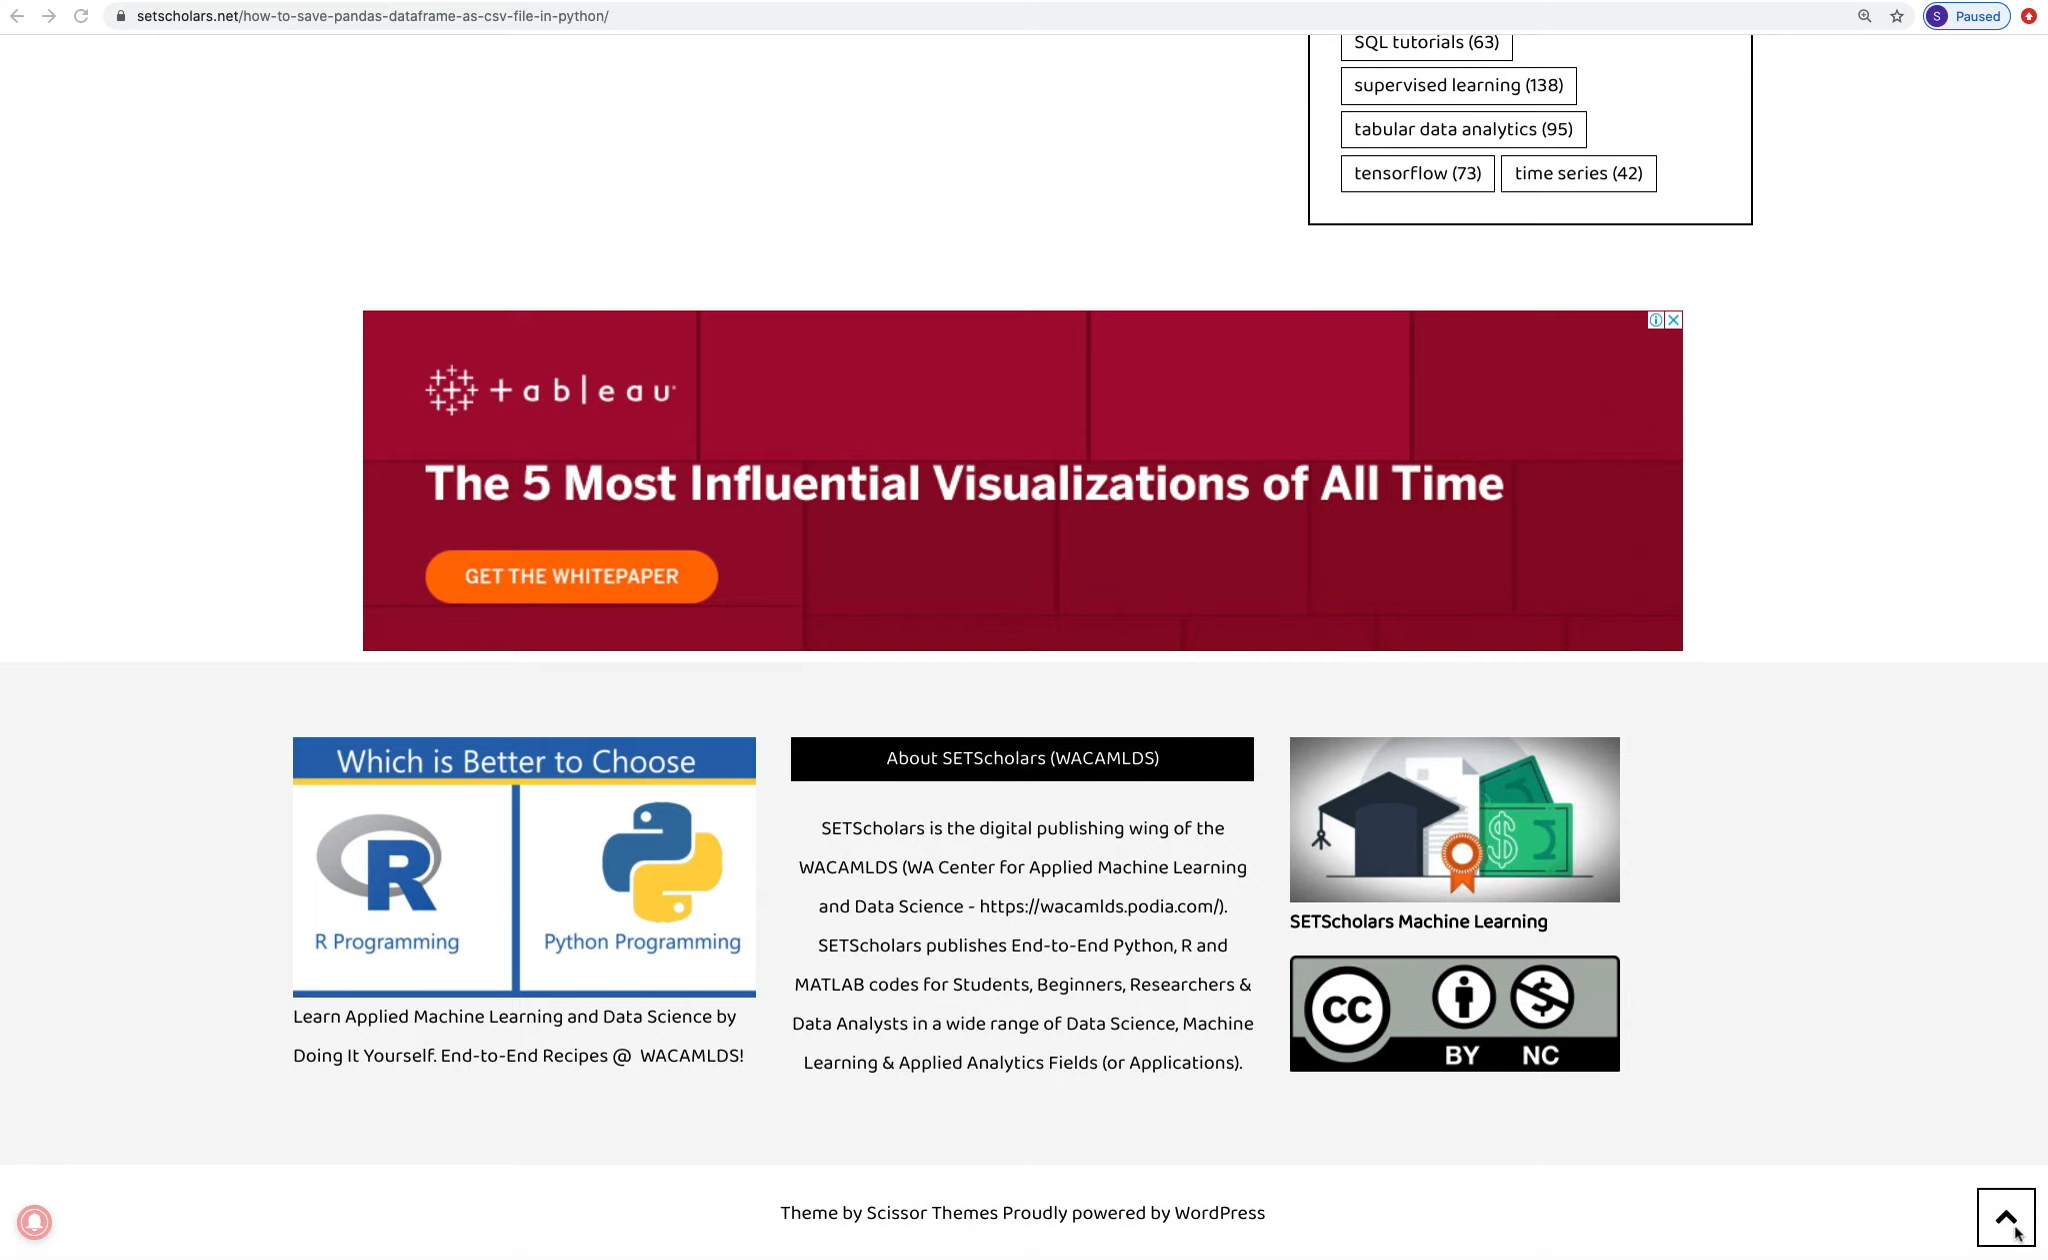 setscholars.net/how-to-save-pandas-dataframe-as-csv-file-in-python/
S Paused
SQL tutorials (63)
supervised learning (138)
tabular data analytics (95)
tensorflow (73) time series (42)
+ableau
The 5 Most Influential Visualizations of All Time
GET THE WHITEPAPER
Which is Better to Choose
R
R Programming Python Programming
Learn Applied Machine Learning and Data Science by
Doing It Yourself. End-to-End Recipes @ WACAMLDS!
About SETScholars (WACAMLDS)
SETScholars is the digital publishing wing of the
WACAMLDS (WA Center for Applied Machine Learning
and Data Science - https://wacamlds.podia.com/).
SETScholars publishes End-to-End Python, R and
MATLAB codes for Students, Beginners, Researchers &
Data Analysts in a wide range of Data Science, Machine
Learning & Applied Analytics Fields (or Applications).
$
SETScholars Machine Learning
cc $
BY NC
Theme by Scissor Themes Proudly powered by WordPress